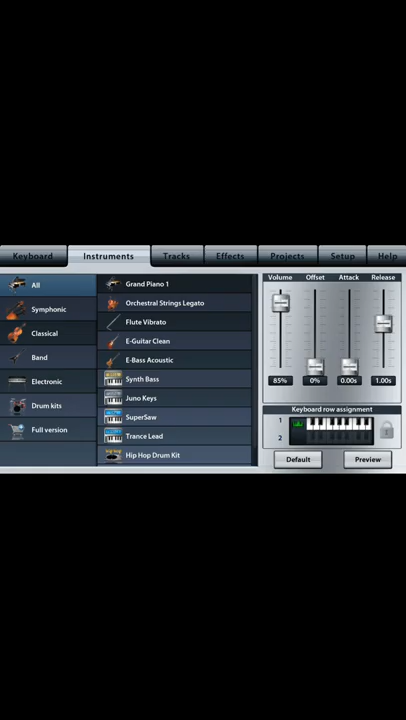 Keyboard Instruments Tracks Effects Projects Setup Help
All
Symphonic
Classical
Band
Electronic
Drum kits
Full version
Grand Piano 1
Orchestral Strings Legato
Flute Vibrato
E-Guitar Clean
E-Bass Acoustic
Synth Bass
Juno Keys
SuperSaw
Trance Lead
Hip Hop Drum Kit
Volume Offset Attack Release
85% 0% 0.00s 1.00s
Keyboard row assignment
1
2
Default Preview